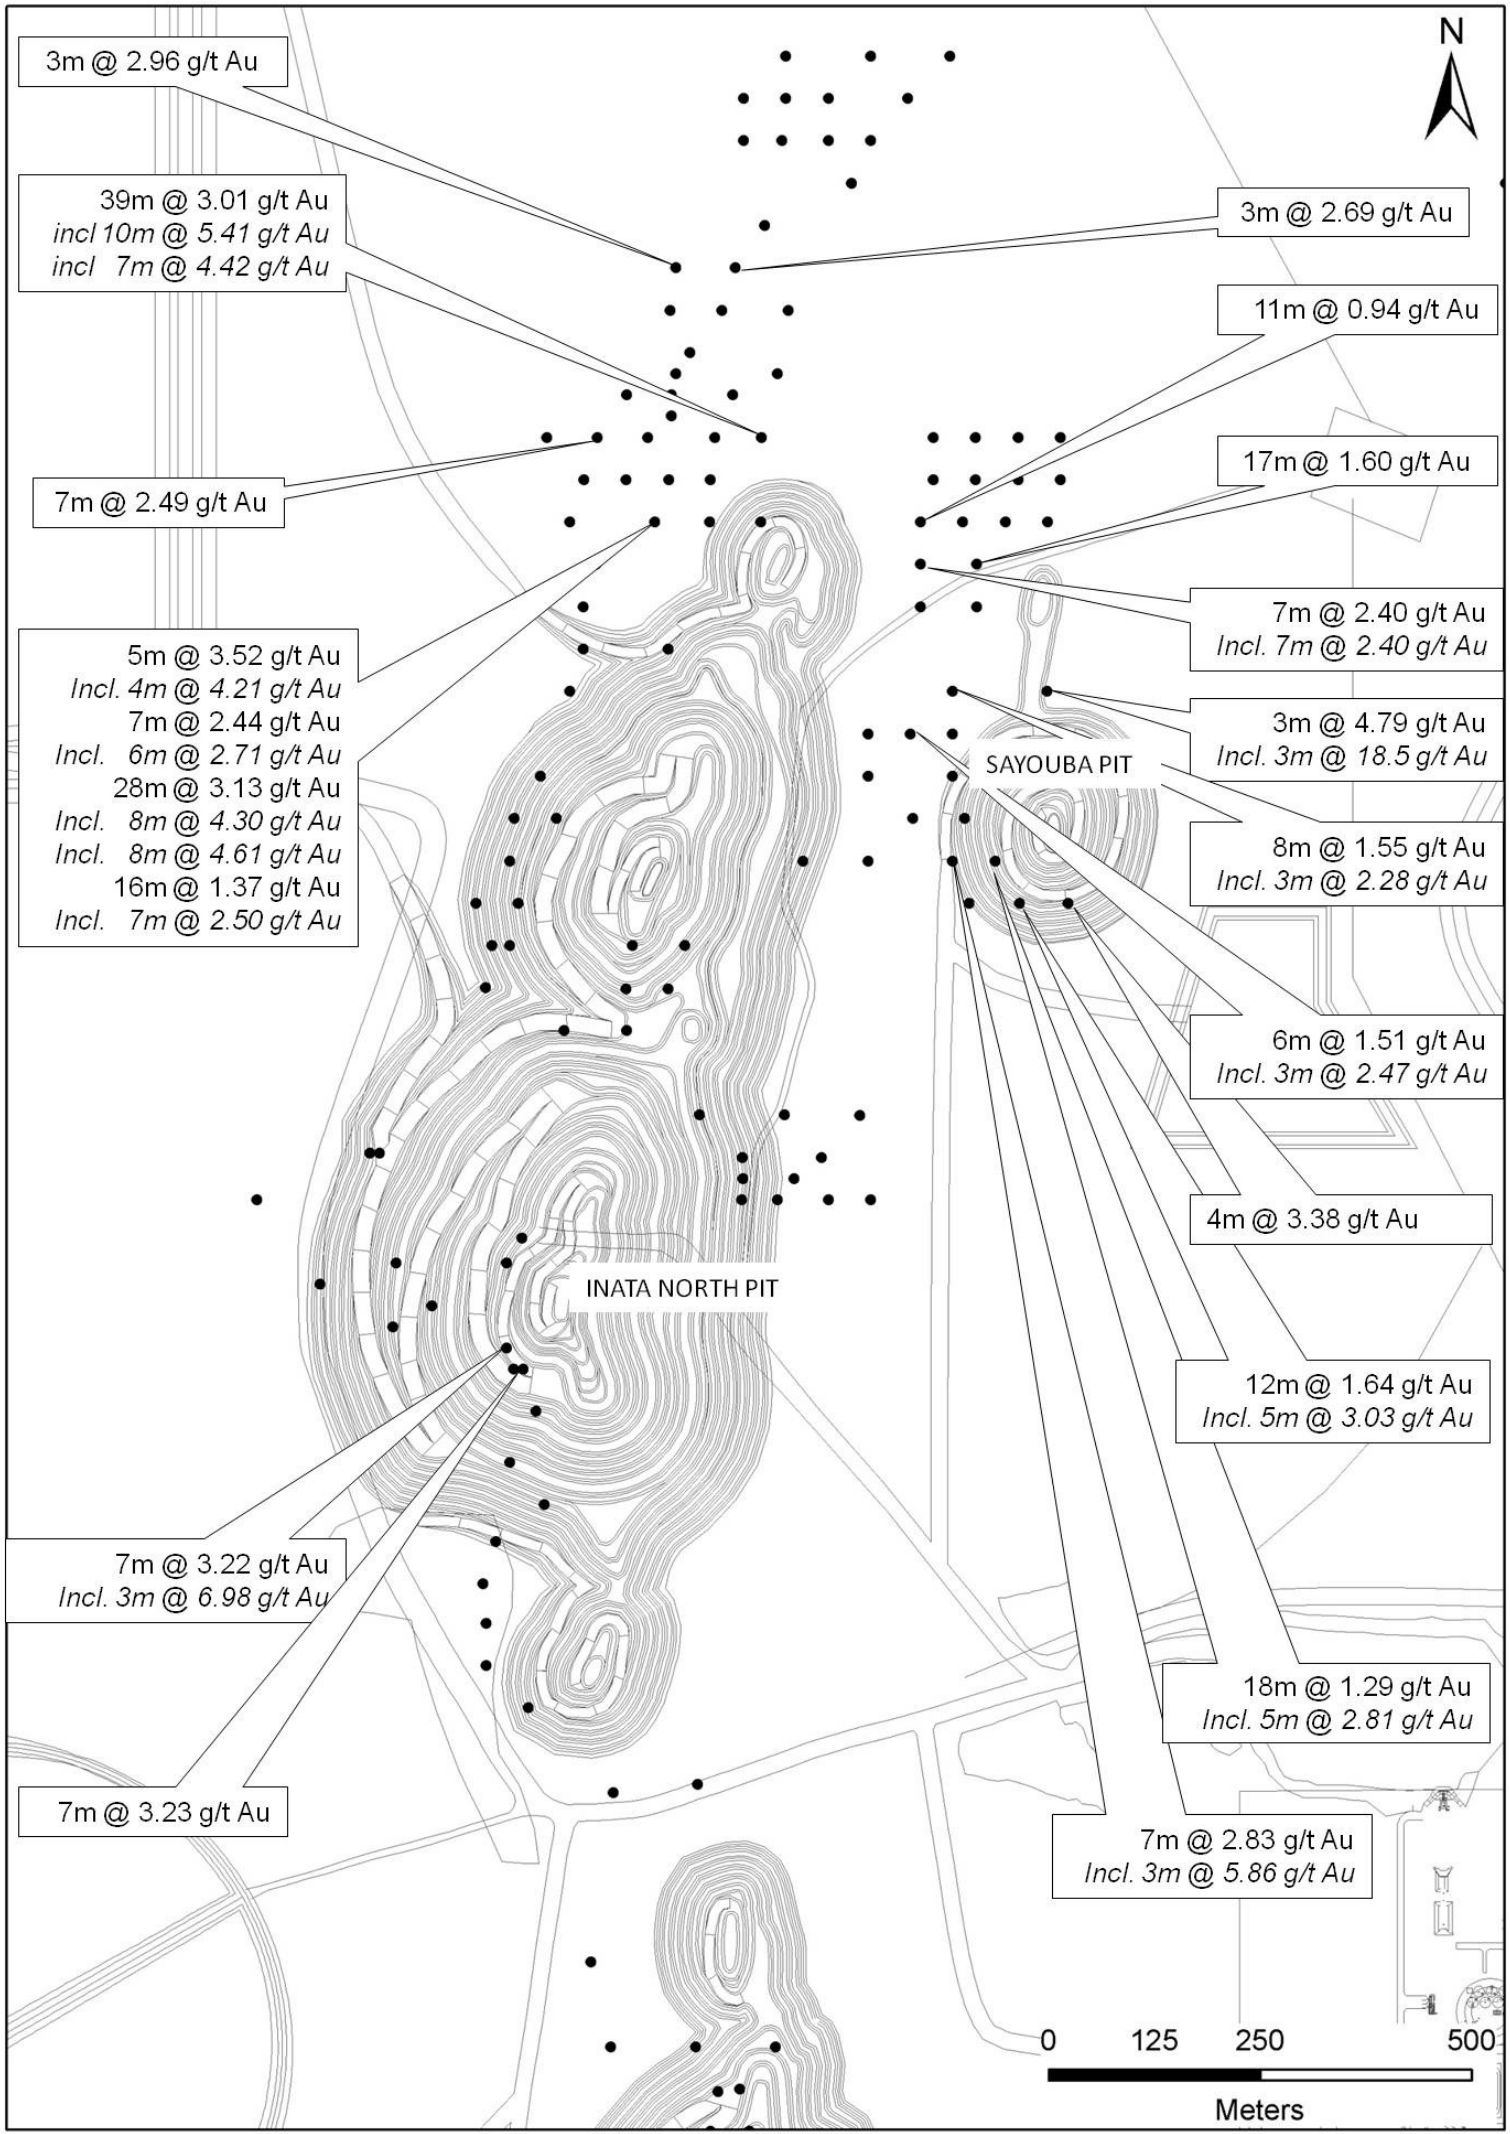 N
3m @ 2.96 g/t Au
39m @ 3.01 g/t Au
incl 10m @ 5.41 g/t Au
incl 7m @ 4.42 g/t Au
3m @ 2.69 g/t Au
11m @ 0.94 g/t Au
17m @ 1.60 g/t Au
7m @ 2.49 g/t Au
7m @ 2.40 g/t Au
Incl. 7m @ 2.40 g/t Au
5m @ 3.52 g/t Au
Incl. 4m @ 4.21 g/t Au
7m @ 2.44 g/t Au
Incl. 6m @ 2.71 g/t Au
28m @ 3.13 g/t Au
Incl. 8m @ 4.30 g/t Au
Incl. 8m @ 4.61 g/t Au
16m @ 1.37 g/t Au
Incl. 7m @ 2.50 g/t Au
3m @ 4.79 g/t Au
Incl. 3m @ 18.5 g/t Au
SAYOUBA PIT
8m @ 1.55 g/t Au
Incl. 3m @ 2.28 g/t Au
6m @ 1.51 g/t Au
Incl. 3m @ 2.47 g/t Au
4m @ 3.38 g/t Au
INATA NORTH PIT
12m @ 1.64 g/t Au
Incl. 5m @ 3.03 g/t Au
7m @ 3.22 g/t Au
Incl. 3m @ 6.98 g/t Au
18m @ 1.29 g/t Au
Incl. 5m @ 2.81 g/t Au
7m @ 3.23 g/t Au
7m @ 2.83 g/t Au
Incl. 3m @ 5.86 g/t Au
0 125 250 500
Meters